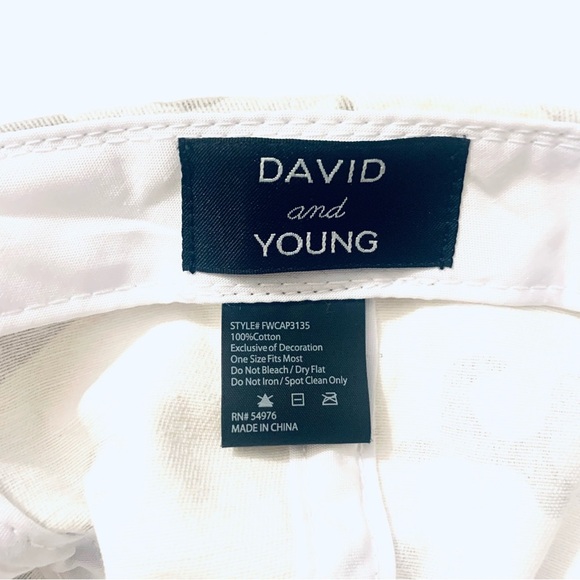 DAVID
and
YOUNG
STYLE# FWCAP3135
100%Cotton
Exclusive of Decoration
One Size Fits Most
Do Not Bleach / Dry Flat
Do Not Iron / Spot Clean Only
RN# 54976
MADE IN CHINA